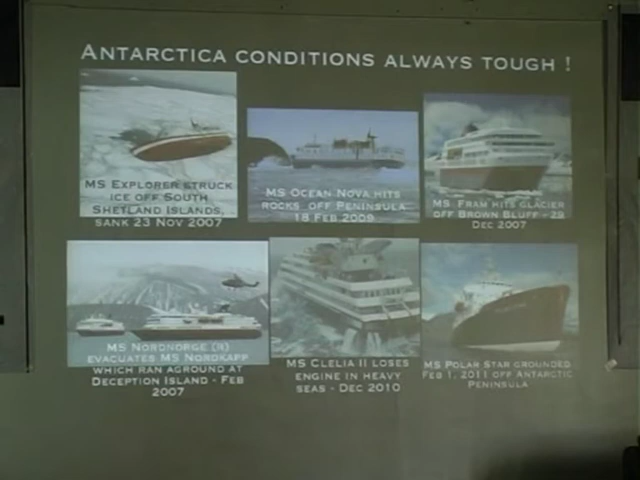 ANTARCTICA CONDITIONS ALWAYS TOUGH !
MS EXPLORER STRUCK
ICE OFF SOUTH
SHETLAND ISLANDS,
SANK 23 NOV 2007
MS OCEAN NOVA HITS
ROCKS OFF PENINSULA
18 FEB 2009
MS FRAM HITS GLACIER
OFF BROWN BLUFF - 28
DEC 2007
MS NORDNORGE (R)
EVACUATES MS NORDKAPP
WHICH RAN AGROUND AT
DECEPTION ISLAND - FEB
2007
MS CLELIA II LOSES
ENGINE IN HEAVY
SEAS - DEC 2010
MS POLAR STAR GROUNDED
FEB 1, 2011 OFF ANTARCTIC
PENINSULA